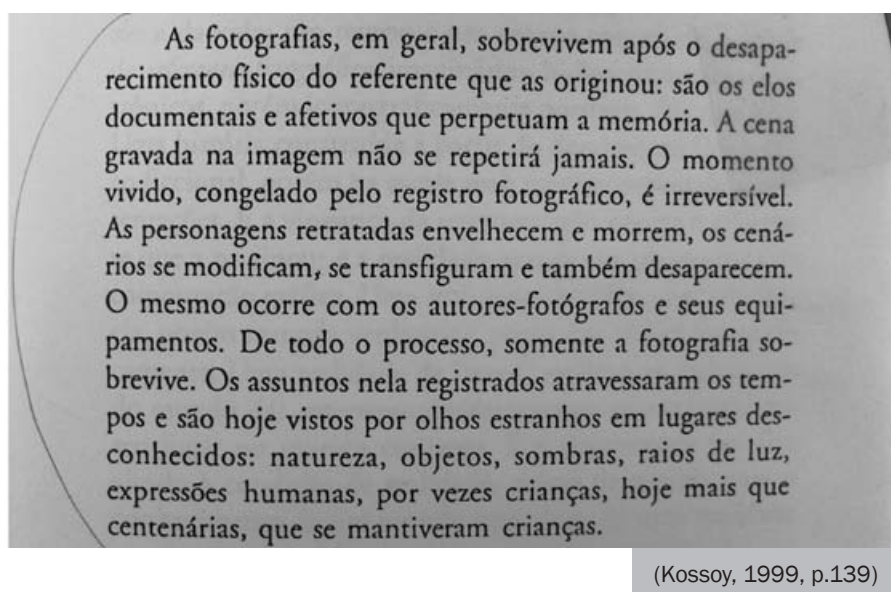 As fotografias, em geral, sobrevivem após o desapa-
recimento físico do referente que as originou: são os elos
documentais e afetivos que perpetuam a memória. A cena
gravada na imagem não se repetirá jamais. O momento
vivido, congelado pelo registro fotográfico, é irreversível.
As personagens retratadas envelhecem e morrem, os cená-
rios se modificam, se transfiguram e também desaparecem.
O mesmo ocorre com os autores-fotógrafos e seus equi-
pamentos. De todo o processo, somente a fotografia so-
brevive. Os assuntos nela registrados atravessaram os tem-
pos e são hoje vistos por olhos estranhos em lugares des-
conhecidos: natureza, objetos, sombras, raios de luz,
expressões humanas, por vezes crianças, hoje mais que
centenárias, que se mantiveram crianças.
(Kossoy, 1999, p.139)